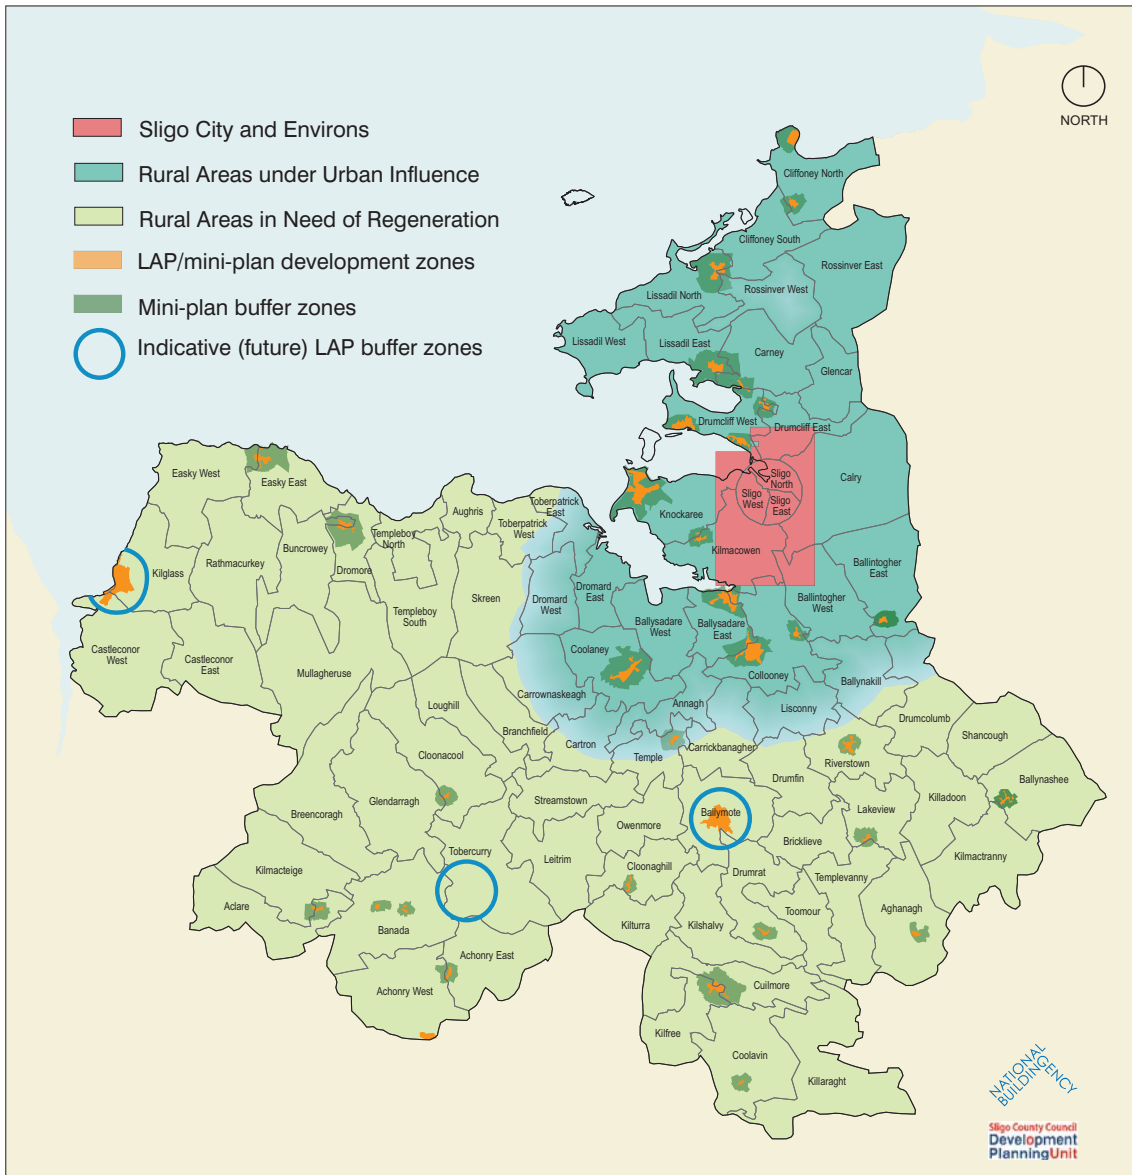 NORTH
Sligo City and Environs
Rural Areas under Urban Influence
Rural Areas in Need of Regeneration
LAP/mini-plan development zones
Mini-plan buffer zones
Indicative (future) LAP buffer zones
Cliffoney North
Cliffoney South
Rossinver East
Rossinver West
Lissadil North
Lissadil West
Lissadil East
Carney
Glencar
Drumcliff West
Drumcliff East
Calry
Sligo
North
Sligo
West
Sligo
East
Knockaree
Kilmacowen
Easky West
Easky East
Toberpatrick
East
Aughris
Toberpatrick
West
Templeboy
North
Buncrowey
Dromore
Rathmacurkey
Kilglass
Skreen
Templeboy
South
Dromard
West
Dromard
East
Ballysadare
West
Ballysadare
East
Ballintogher
East
Ballintogher
West
Castleconor
West
Castleconor
East
Mullagheruse
Coolaney
Collooney
Ballynakill
Carrownaskeagh
Annagh
Lisconny
Loughill
Branchfield
Cartron
Temple
Carrickbanagher
Drumcolumb
Shancough
Riverstown
Cloonacool
Drumfin
Ballynashee
Glendarragh
Streamstown
Ballymote
Lakeview
Killadoon
Breencoragh
Owenmore
Bricklieve
Kilmactranny
Tobercurry
Leitrim
Cloonaghill
Drumrat
Templevanny
Kilmacteige
Aclare
Toomour
Aghanagh
Banada
Kilturra
Kilshalvy
Achonry East
Achonry West
Cuilmore
Kilfree
Coolavin
Killaraght
NATIONAL
BUILDINGENCY
Sligo County Council
Development
PlanningUnit